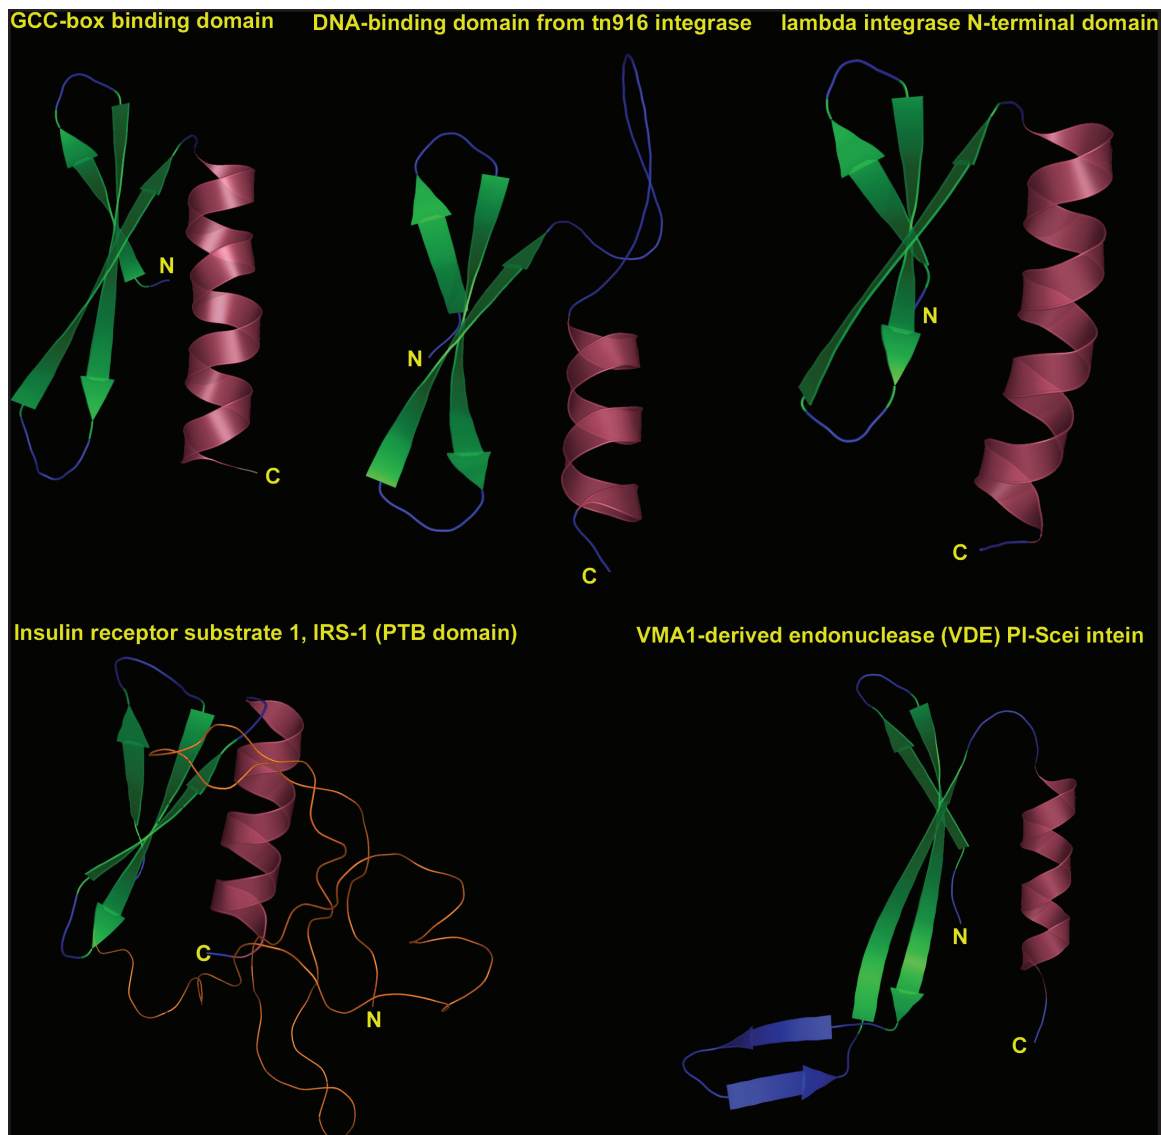 GCC-box binding domain
DNA-binding domain from tn916 integrase
lambda integrase N-terminal domain
N
C
N
C
N
C
Insulin receptor substrate 1, IRS-1 (PTB domain)
VMA1-derived endonuclease (VDE) PI-Scei intein
C
N
N
C